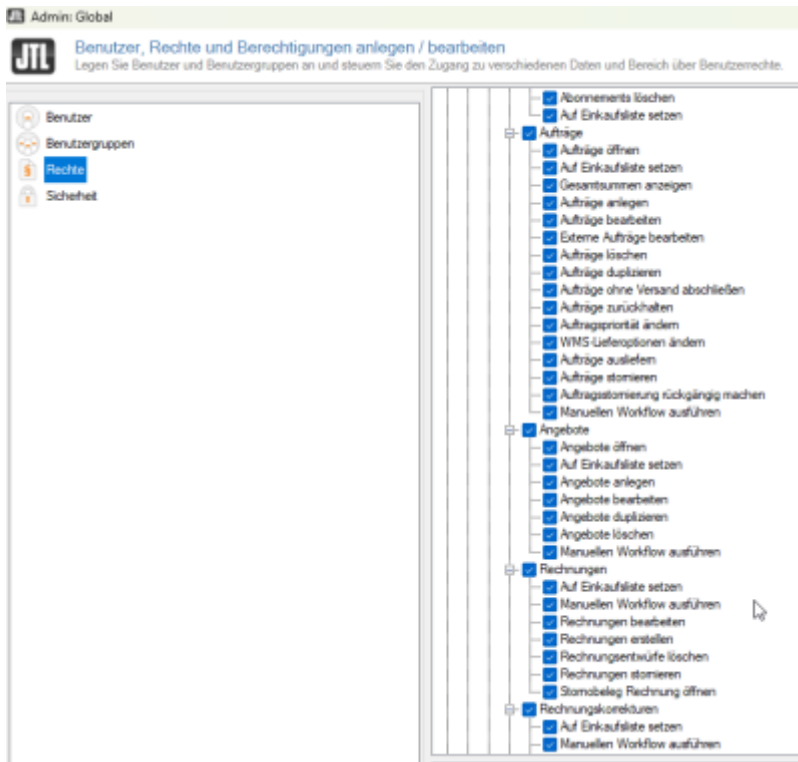 Admin: Global
JTL
Benutzer, Rechte und Berechtigungen anlegen / bearbeiten
Legen Sie Benutzer und Benutzergruppen an und steuern Sie den Zugang zu verschiedenen Daten und Bereich über Benutzerrechte.
Benutzer
Benutzergruppen
Rechte
Sicherheit
Abonnements löschen
Auf Einkaufsliste setzen
Aufträge
Aufträge öffnen
Auf Einkaufsliste setzen
Gesamtsummen anzeigen
Aufträge anlegen
Aufträge bearbeiten
Externe Aufträge bearbeiten
Aufträge löschen
Aufträge duplizieren
Aufträge ohne Versand abschließen
Aufträge zurückhalten
Auftragspriorität ändern
WMS-Lieferoptionen ändern
Aufträge ausliefern
Aufträge stornieren
Auftragsstornierung rückgängig machen
Manuellen Workflow ausführen
Angebote
Angebote öffnen
Auf Einkaufsliste setzen
Angebote anlegen
Angebote bearbeiten
Angebote duplizieren
Angebote löschen
Manuellen Workflow ausführen
Rechnungen
Auf Einkaufsliste setzen
Manuellen Workflow ausführen
Rechnungen bearbeiten
Rechnungen erstellen
Rechnungsentwürfe löschen
Rechnungen stornieren
Stornobeleg Rechnung öffnen
Rechnungskorrekturen
Auf Einkaufsliste setzen
Manuellen Workflow ausführen